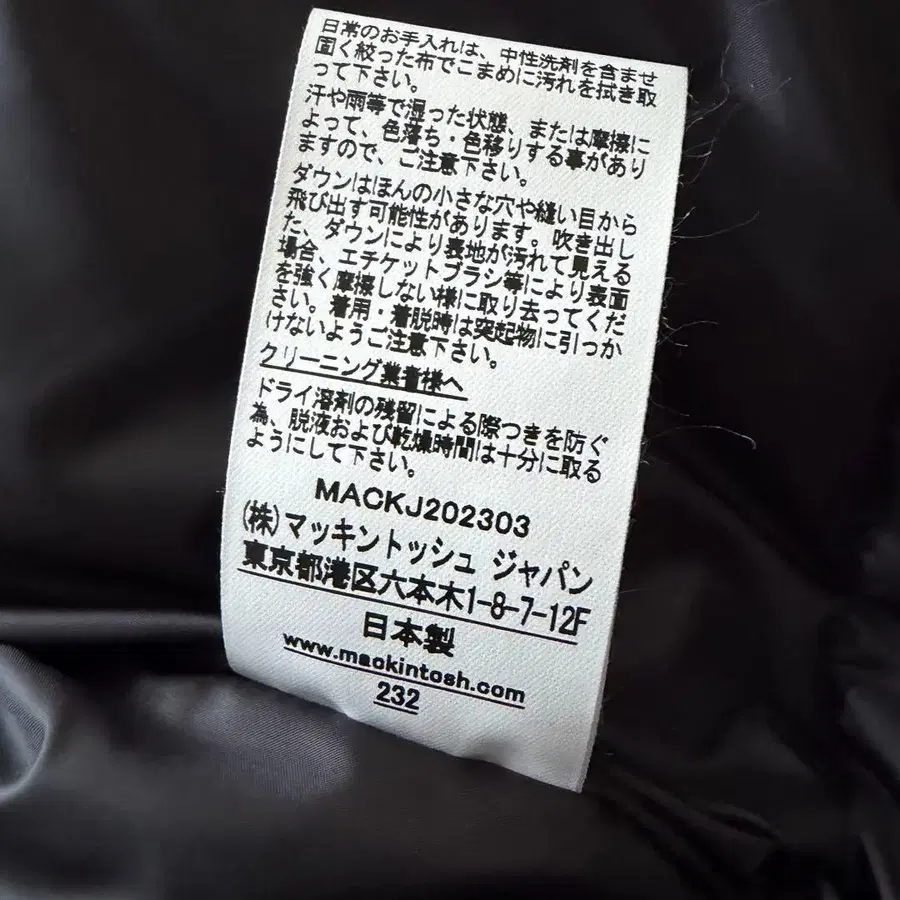 日常のお手入れは、中性洗剤を含ませ
固く絞った布でこまめに汚れを拭き取
って下さい。
汗や雨等で湿った状態、または摩擦に
よって、色落ち・色移りする事があり
ますので、ご注意下さい。
ダウンはほんの小さな穴や縫い目から
飛び出す可能性があります。吹き出し
た、ダウンにより表地が汚れて見える
場合、エチケットブラシ等により表面
を強く摩擦しない様に取り去ってくだ
さい。着用・着脱時は突起物に引っか
けないようご注意下さい。
クリーニング業者様へ
ドライ溶剤の残留による際つきを防ぐ
為、脱液および乾燥時間は十分に取る
ようにして下さい。
MACKJ202303
(株)マッキントッシュ ジャパン
東京都港区六本木1-8-7-12F
日本製
www.mackintosh.com
232